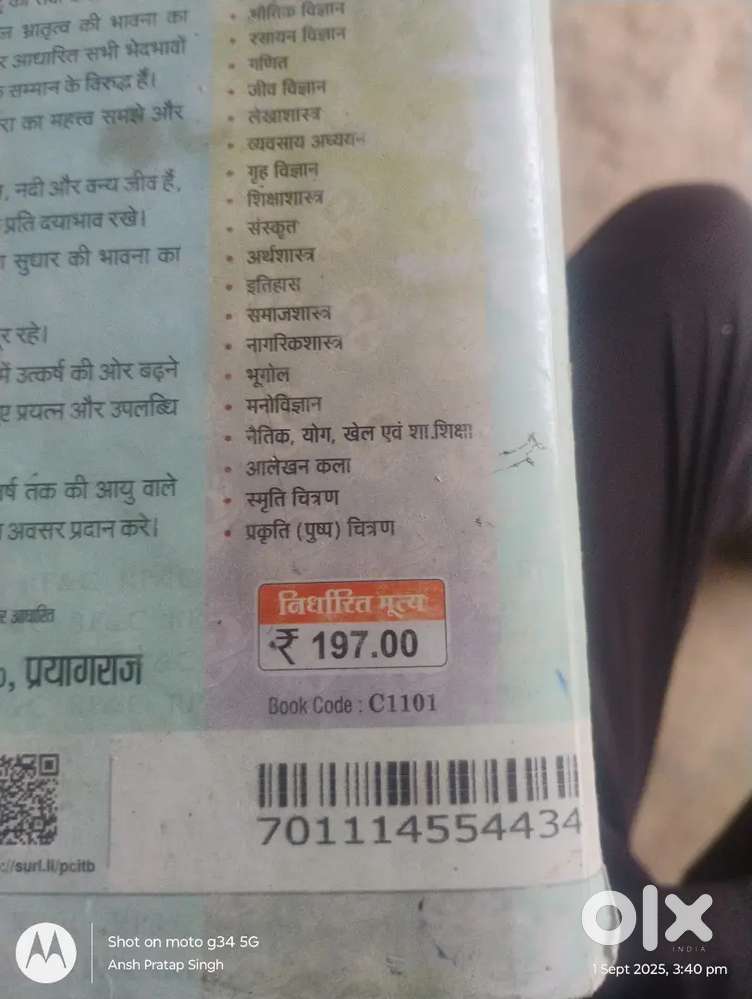 ल भ्रातृत्व की भावना का
र आधारित सभी भेदभावों
सम्मान के विरुद्ध हैं।
रा का महत्त्व समझे और
, नदी और वन्य जीव हैं,
प्रति दयाभाव रखे।
सुधार की भावना का
र रहे।
में उत्कर्ष की ओर बढ़ने
ए प्रयत्न और उपलब्धि
र्ष तक की आयु वाले
अवसर प्रदान करे।
र आधारित
, प्रयागराज
://surl.li/pcitb
• भौतिक विज्ञान
• रसायन विज्ञान
• गणित
• जीव विज्ञान
• लेखाशास्त्र
• व्यवसाय अध्ययन
• गृह विज्ञान
• शिक्षाशास्त्र
• संस्कृत
• अर्थशास्त्र
• इतिहास
• समाजशास्त्र
• नागरिकशास्त्र
• भूगोल
• मनोविज्ञान
• नैतिक, योग, खेल एवं शा.शिक्षा
• आलेखन कला
• स्मृति चित्रण
• प्रकृति (पुष्प) चित्रण
निर्धारित मूल्य
₹ 197.00
Book Code : C1101
701114554434
Shot on moto g34 5G
Ansh Pratap Singh
olx
INDIA
1 Sept 2025, 3:40 pm